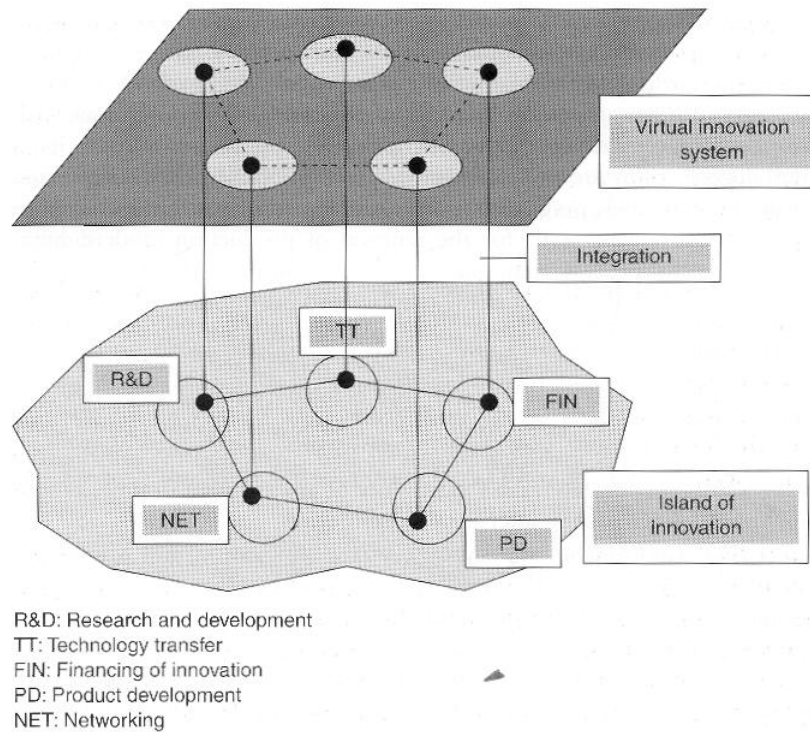 Virtual innovation
system
Integration
TT
R&D
FIN
NET
PD
Island of
innovation
R&D: Research and development
TT: Technology transfer
FIN: Financing of innovation
PD: Product development
NET: Networking